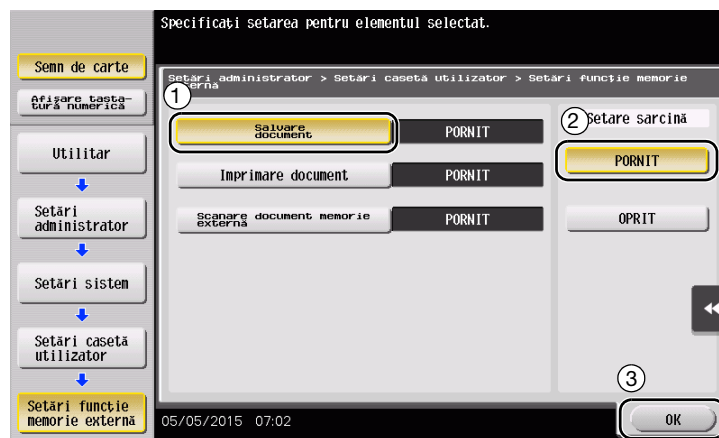 Specificați setarea pentru elementul selectat.
Semn de carte
Afișare tasta-
tură numerică
Utilitar
Setări
administrator
Setări sistem
Setări casetă
utilizator
Setări funcție
memorie externă
Setări administrator > Setări casetă utilizator > Setări funcție memorie
externă
1
Salvare
document
PORNIT
Imprimare document
PORNIT
Scanare document memorie
externă
PORNIT
2
Setare sarcină
PORNIT
OPRIT
3
05/05/2015 07:02
OK